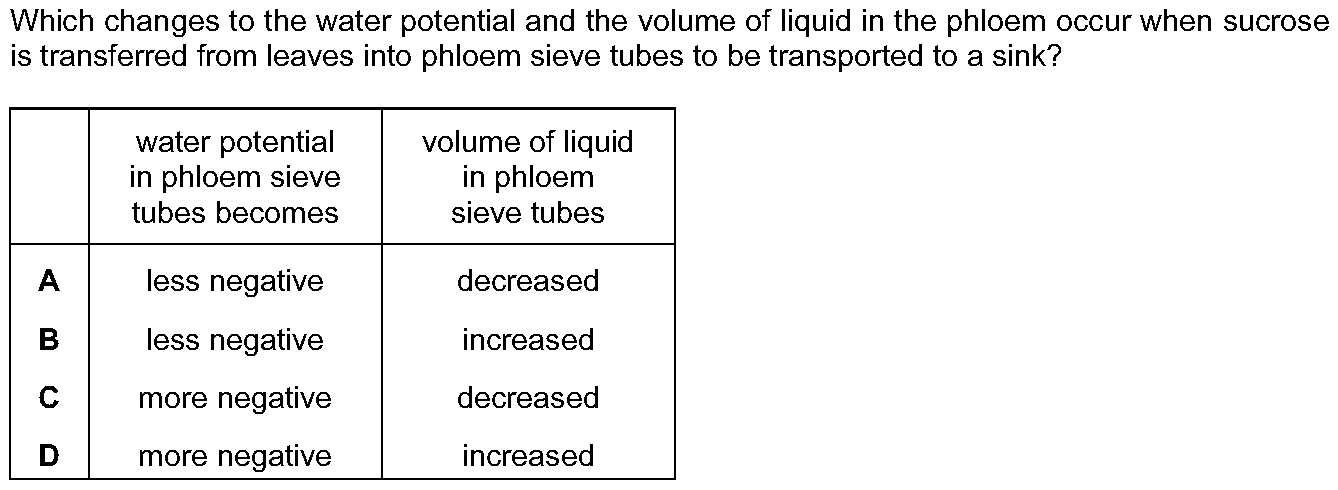 Which changes to the water potential and the volume of liquid in the phloem occur when sucrose
is transferred from leaves into phloem sieve tubes to be transported to a sink?
water potential
in phloem sieve
tubes becomes
volume of liquid
in phloem
sieve tubes
A less negative decreased
B less negative increased
C more negative decreased
D more negative increased